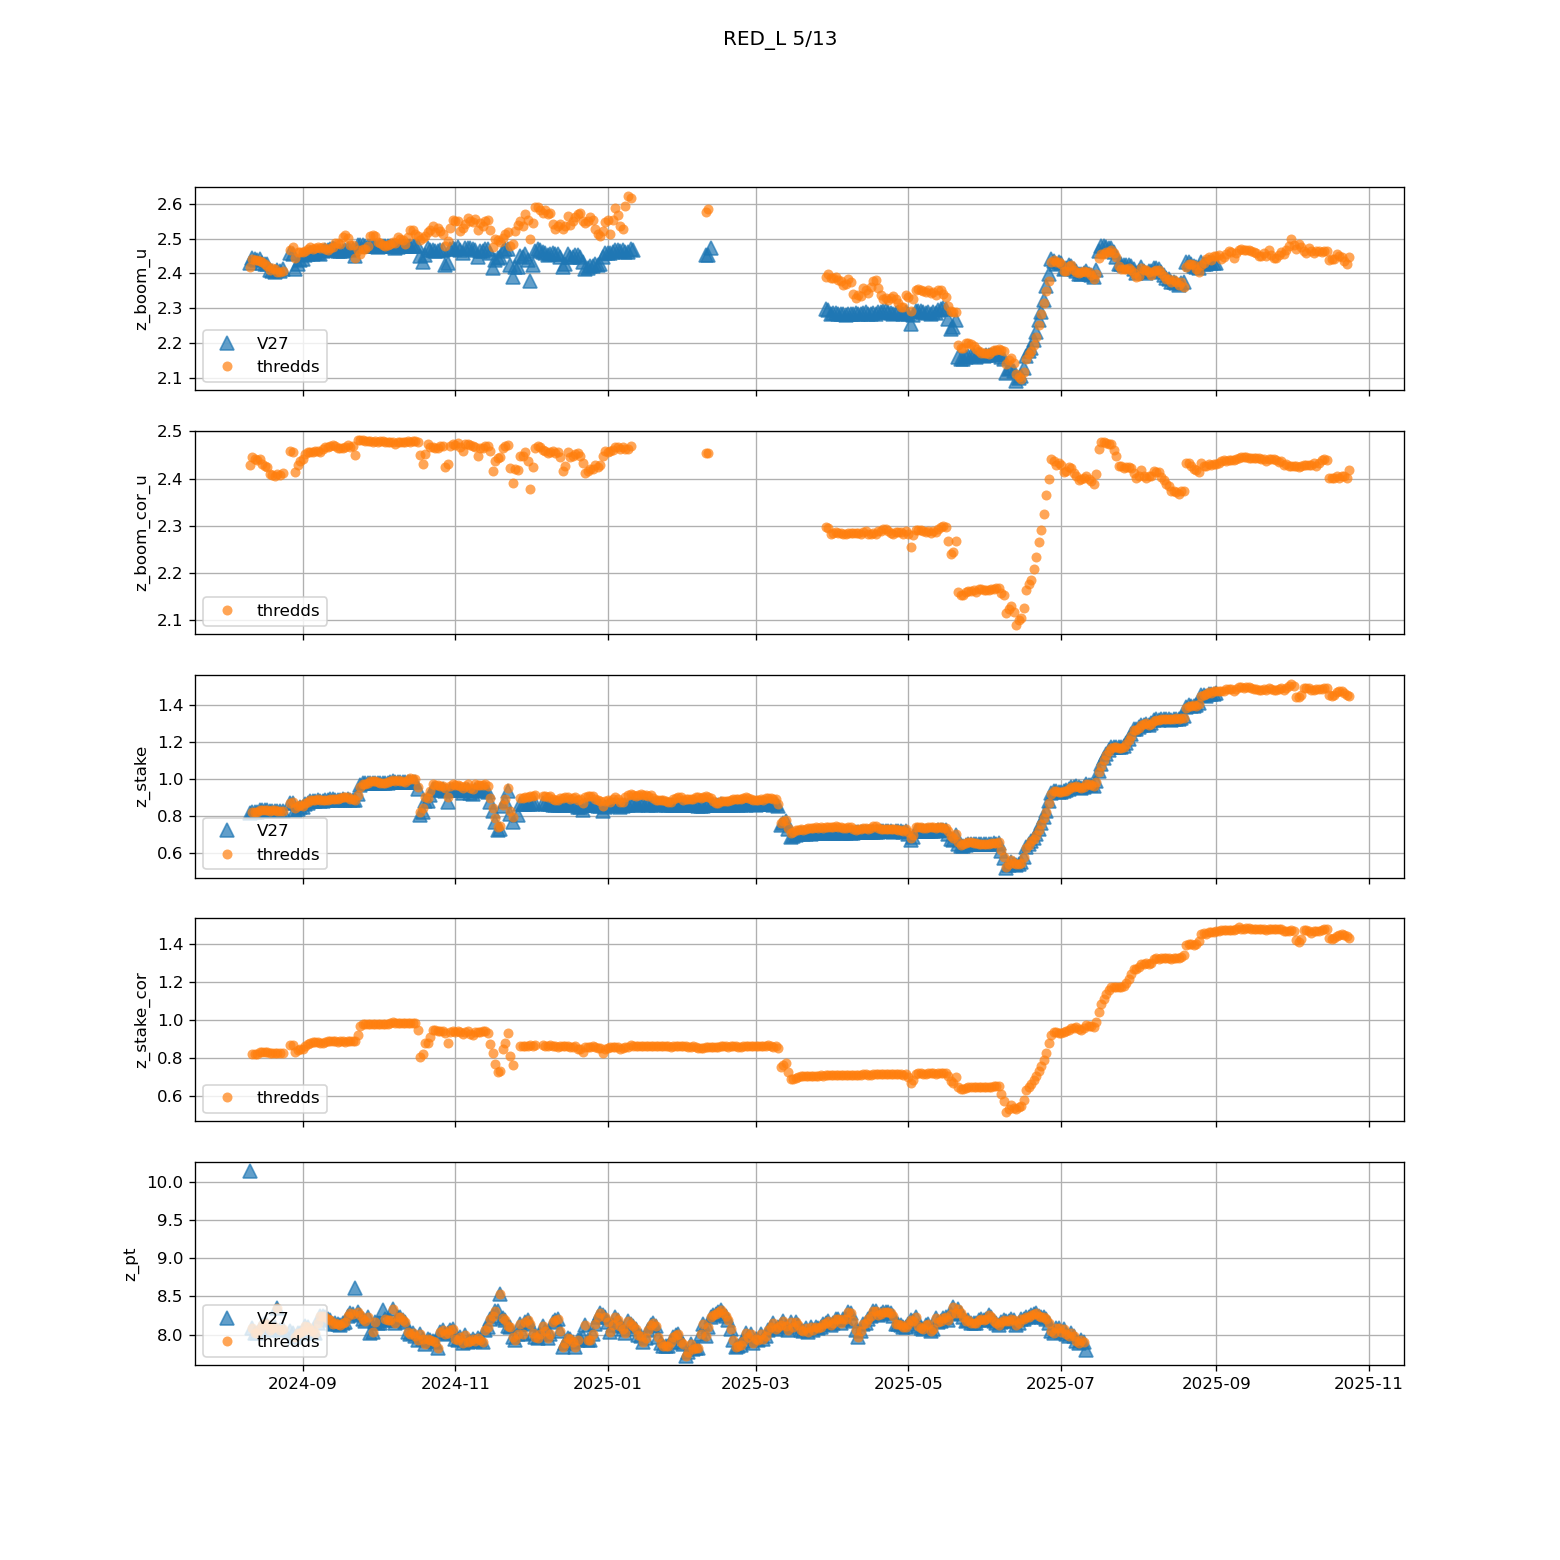 RED_L 5/13
2.6
2.5
2.4
2.3
2.2
2.1
z_boom_u
V27
thredds
2.5
2.4
2.3
2.2
2.1
z_boom_cor_u
thredds
1.4
1.2
1.0
0.8
0.6
z_stake
V27
thredds
1.4
1.2
1.0
0.8
0.6
z_stake_cor
thredds
10.0
9.5
9.0
8.5
8.0
z_pt
V27
thredds
2024-09 2024-11 2025-01 2025-03 2025-05 2025-07 2025-09 2025-11